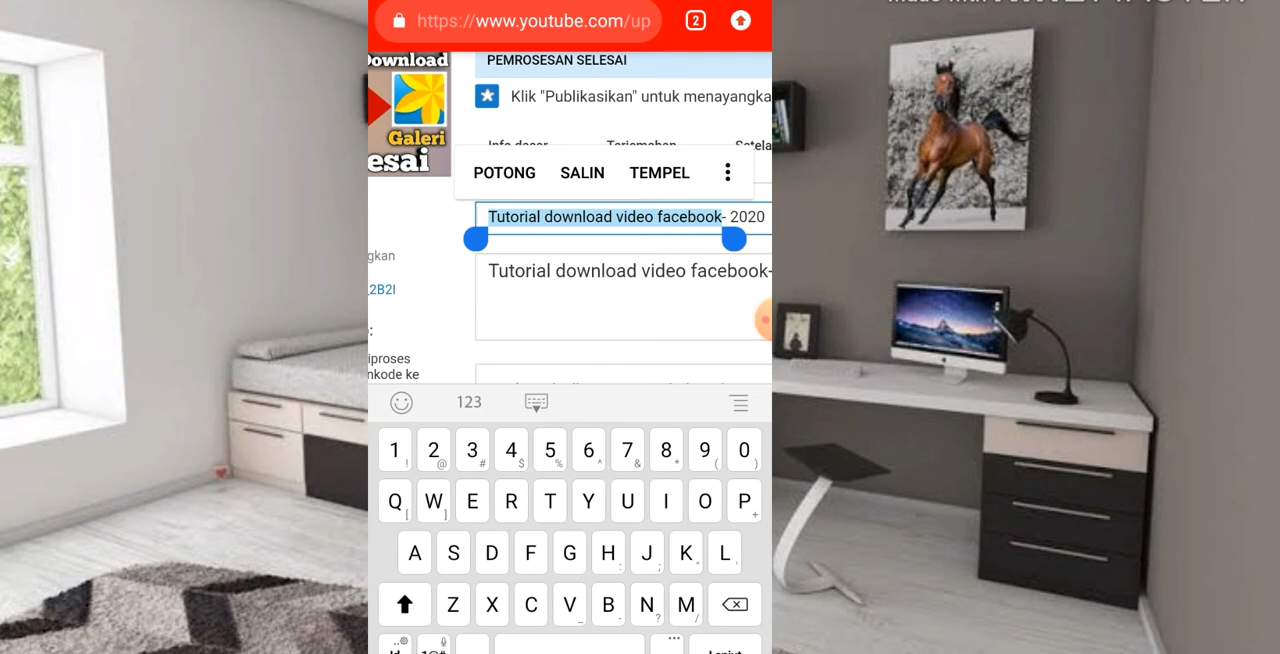 https://www.youtube.com/up
2
Download
Galeri
esai
PEMROSESAN SELESAI
Klik "Publikasikan" untuk menayangka
POTONG SALIN TEMPEL
Tutorial download video facebook- 2020
Tutorial download video facebook-
gkan
2B2I
iproses
nkode ke
123
1 2 3 4 5 6 7 8 9 0
! @ # $ % ^ & * ( )
Q W E R T Y U I O P
[ ] +
A S D F G H J K L
Z X C V B N M